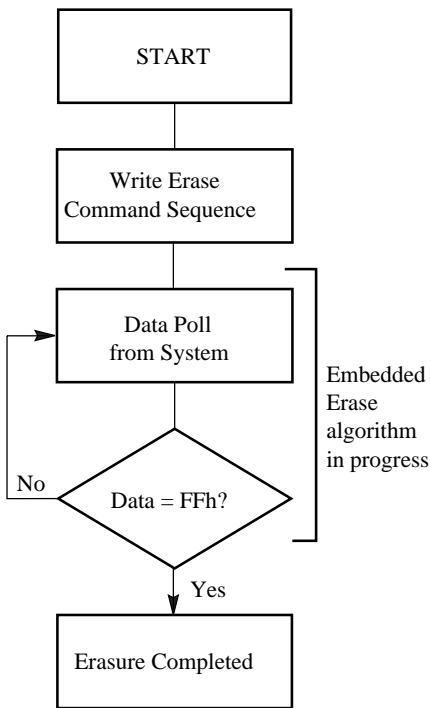 START
Write Erase
Command Sequence
Data Poll
from System
Embedded
Erase
algorithm
in progress
No
Data = FFh?
Yes
Erasure Completed